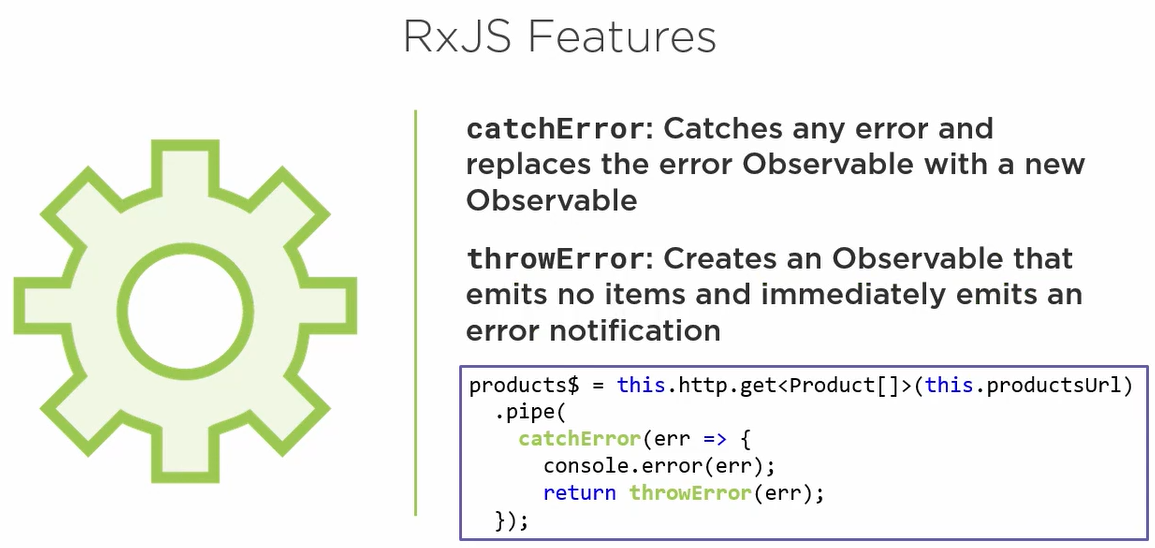 RxJS Features
catchError: Catches any error and
replaces the error Observable with a new
Observable
throwError: Creates an Observable that
emits no items and immediately emits an
error notification
products$ = this.http.get<Product[]>(this.productsUrl)
  .pipe(
    catchError(err => {
      console.error(err);
      return throwError(err);
  });